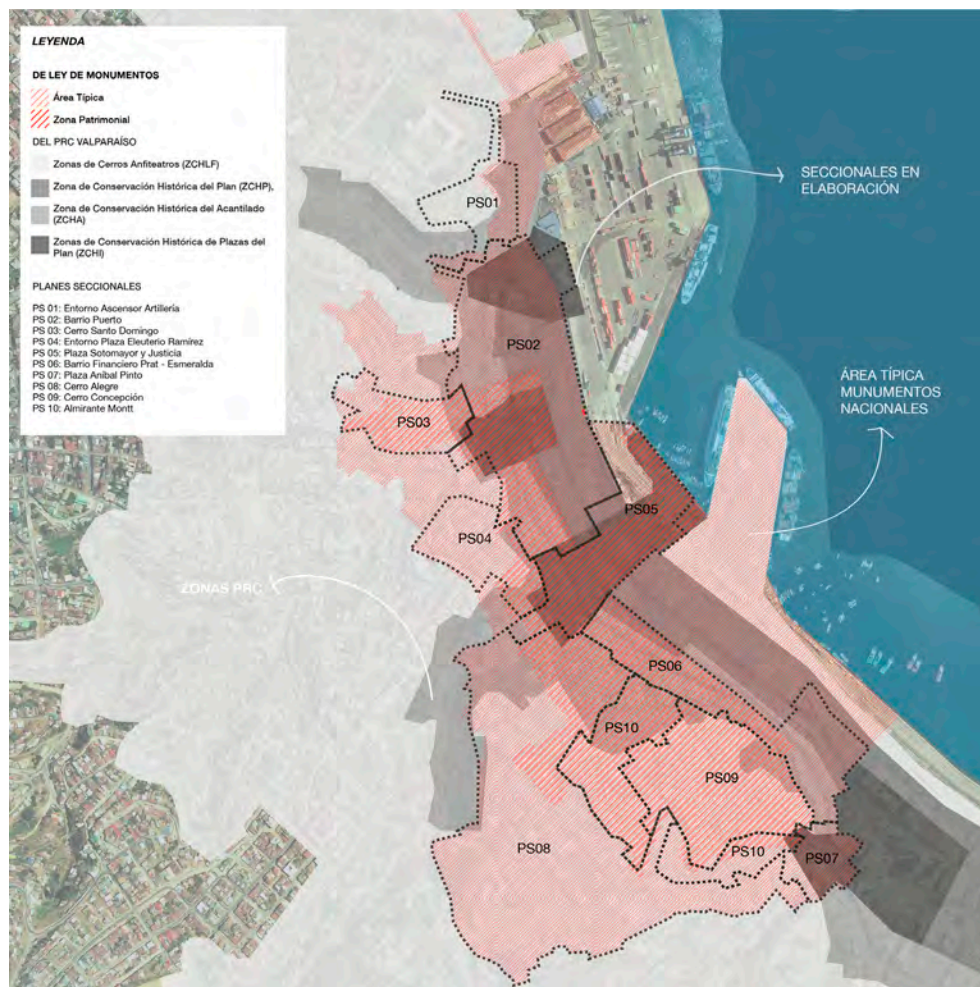 LEYENDA
DE LEY DE MONUMENTOS
Área Típica
Zona Patrimonial
DEL PRC VALPARAÍSO
Zonas de Cerros Anfiteatros (ZCHLF)
Zona de Conservación Histórica del Plan (ZCHP),
Zona de Conservación Histórica del Acantilado
(ZCHA)
Zonas de Conservación Histórica de Plazas del
Plan (ZCHI)
PLANES SECCIONALES
PS 01: Entorno Ascensor Artillería
PS 02: Barrio Puerto
PS 03: Cerro Santo Domingo
PS 04: Entorno Plaza Eleuterio Ramírez
PS 05: Plaza Sotomayor y Justicia
PS 06: Barrio Financiero Prat - Esmeralda
PS 07: Plaza Anibal Pinto
PS 08: Cerro Alegre
PS 09: Cerro Concepción
PS 10: Almirante Montt
SECCIONALES EN
ELABORACIÓN
PS01
PS02
ÁREA TÍPICA
MUNUMENTOS
NACIONALES
PS03
PS05
PS04
ZONAS PRC
PS06
PS10
PS09
PS08
PS10
PS07